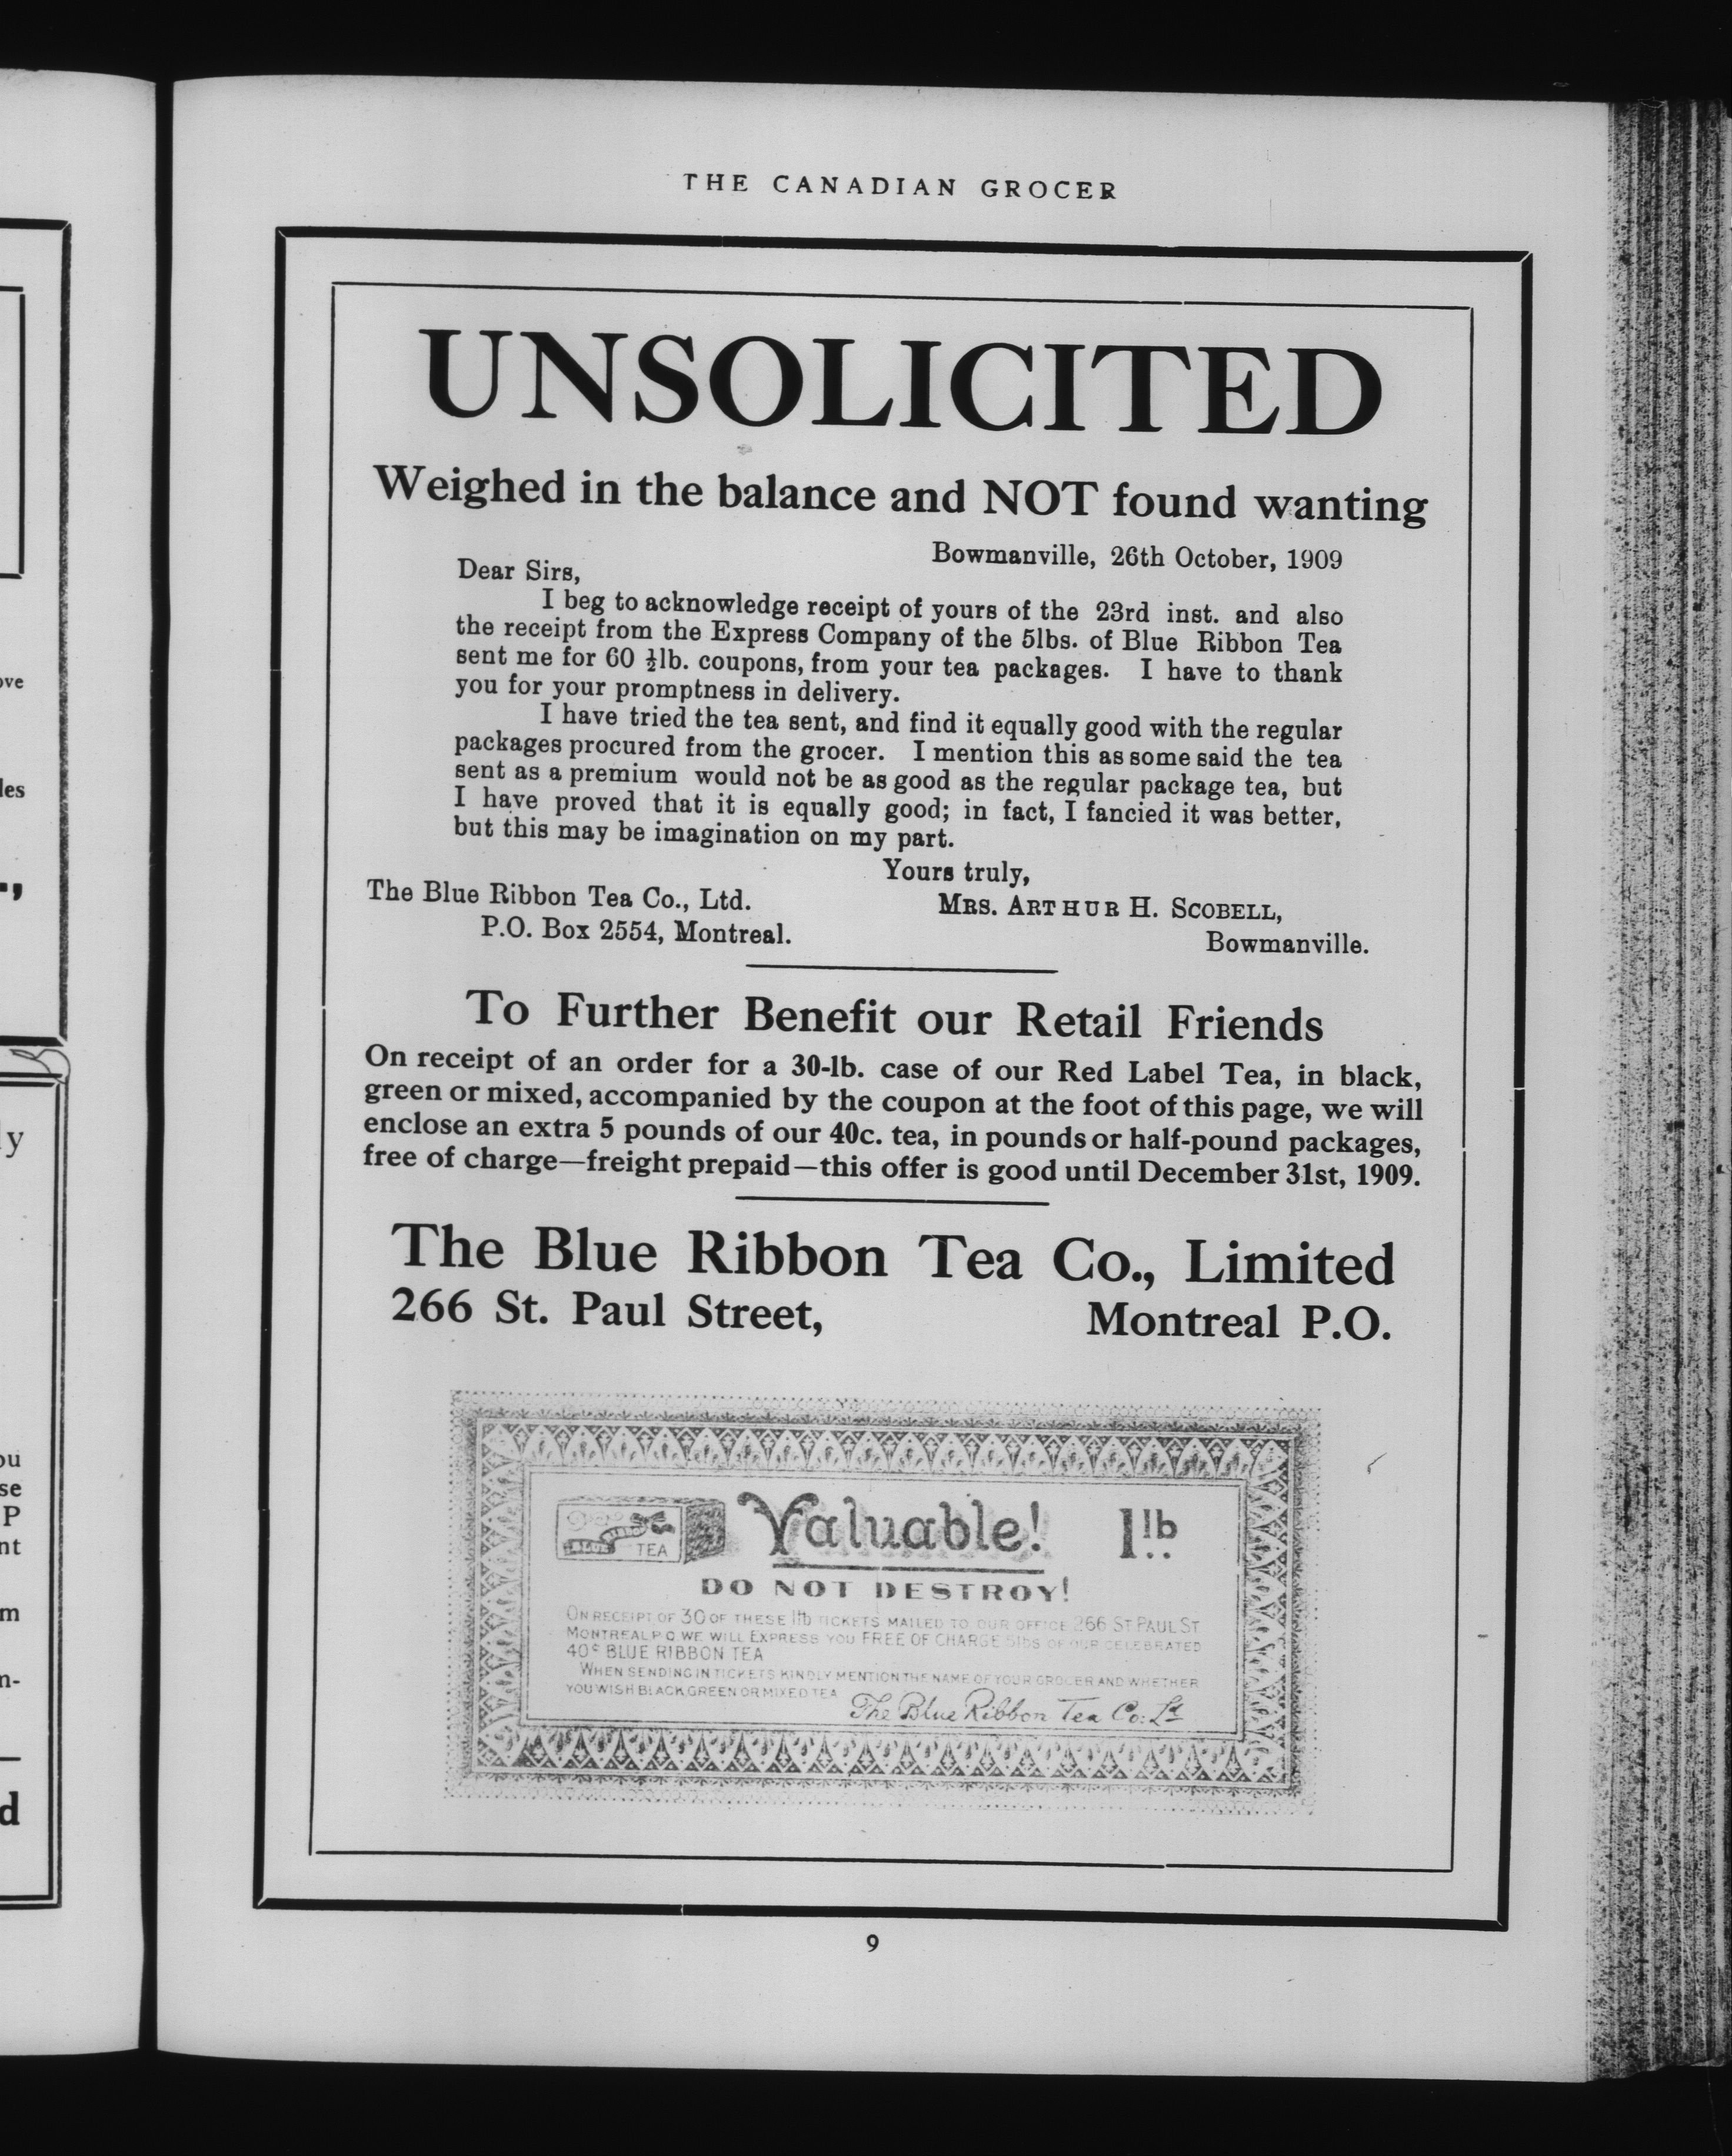 THE CANADIAN GROCER
UNSOLICITED
Weighed in the balance and NOT found wanting
Bowmanville, 26th October, 1909
Dear Sirs,
I beg to acknowledge receipt of yours of the 23rd inst. and also
the receipt from the Express Company of the 5lbs. of Blue Ribbon Tea
sent me for 60 ½lb. coupons, from your tea packages. I have to thank
you for your promptness in delivery.
I have tried the tea sent, and find it equally good with the regular
packages procured from the grocer. I mention this as some said the tea
sent as a premium would not be as good as the regular package tea, but
I have proved that it is equally good; in fact, I fancied it was better,
but this may be imagination on my part.
Yours truly,
The Blue Ribbon Tea Co., Ltd.
MRS. ARTHUR H. SCOBELL,
P.O. Box 2554, Montreal.
Bowmanville.
To Further Benefit our Retail Friends
On receipt of an order for a 30-lb. case of our Red Label Tea, in black,
green or mixed, accompanied by the coupon at the foot of this page, we will
enclose an extra 5 pounds of our 40c. tea, in pounds or half-pound packages,
free of charge—freight prepaid—this offer is good until December 31st, 1909.
The Blue Ribbon Tea Co., Limited
266 St. Paul Street, Montreal P.O.
Valuable! 1lb
BLUE TEA
DO NOT DESTROY!
ON RECEIPT OF 30 OF THESE 1lb TICKETS MAILED TO OUR OFFICE 266 ST PAUL ST
MONTREAL P Q WE WILL EXPRESS YOU FREE OF CHARGE 5lbs OF OUR CELEBRATED
40c BLUE RIBBON TEA
WHEN SENDING IN TICKETS KINDLY MENTION THE NAME OF YOUR GROCER AND WHETHER
YOU WISH BLACK, GREEN OR MIXED TEA
The Blue Ribbon Tea Co: Ld
9
ove
les
.,
ly
ou
se
P
nt
m
n-
d